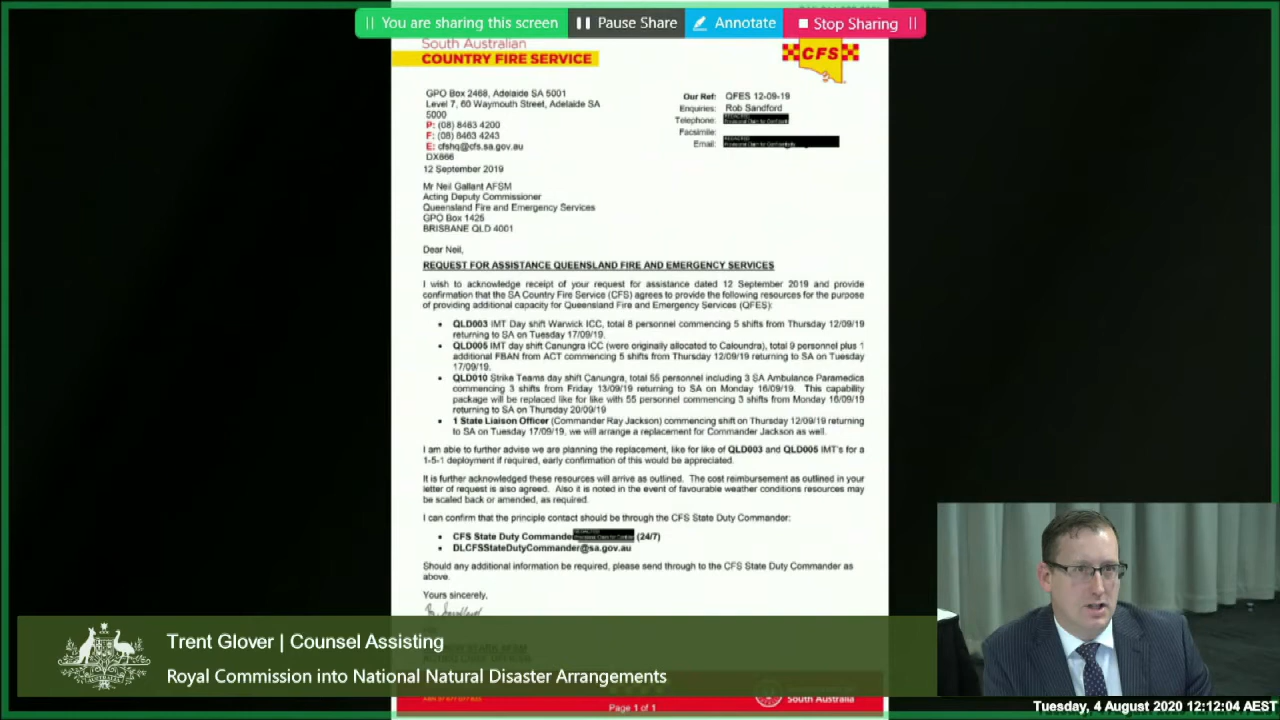 You are sharing this screen
Pause Share
Annotate
Stop Sharing
South Australian
COUNTRY FIRE SERVICE
CFS
GPO Box 2468, Adelaide SA 5001
Level 7, 60 Waymouth Street, Adelaide SA
5000
P: (08) 8463 4200
F: (08) 8463 4243
E: cfshq@cfs.sa.gov.au
DX666
12 September 2019
Our Ref: QFES 12-09-19
Enquiries: Rob Sandford
Telephone:
Facsimile:
Email:
Mr Neil Gallant AFSM
Acting Deputy Commissioner
Queensland Fire and Emergency Services
GPO Box 1425
BRISBANE QLD 4001
Dear Neil,
REQUEST FOR ASSISTANCE QUEENSLAND FIRE AND EMERGENCY SERVICES
I wish to acknowledge receipt of your request for assistance dated 12 September 2019 and provide
confirmation that the SA Country Fire Service (CFS) agrees to provide the following resources for the purpose
of providing additional capacity for Queensland Fire and Emergency Services (QFES):
• QLD003 IMT Day shift Warwick ICC, total 8 personnel commencing 5 shifts from Thursday 12/09/19
returning to SA on Tuesday 17/09/19.
• QLD005 IMT day shift Canungra ICC (were originally allocated to Caloundra), total 9 personnel plus 1
additional FBAN from ACT commencing 5 shifts from Thursday 12/09/19 returning to SA on Tuesday
17/09/19.
• QLD010 Strike Teams day shift Canungra, total 55 personnel including 3 SA Ambulance Paramedics
commencing 3 shifts from Friday 13/09/19 returning to SA on Monday 16/09/19. This capability
package will be replaced like for like with 55 personnel commencing 3 shifts from Monday 16/09/19
returning to SA on Thursday 20/09/19
• 1 State Liaison Officer (Commander Ray Jackson) commencing shift on Thursday 12/09/19 returning
to SA on Tuesday 17/09/19, we will arrange a replacement for Commander Jackson as well.
I am able to further advise we are planning the replacement, like for like of QLD003 and QLD005 IMT's for a
1-5-1 deployment if required, early confirmation of this would be appreciated.
It is further acknowledged these resources will arrive as outlined. The cost reimbursement as outlined in your
letter of request is also agreed. Also it is noted in the event of favourable weather conditions resources may
be scaled back or amended, as required.
I can confirm that the principle contact should be through the CFS State Duty Commander:
• CFS State Duty Commander (24/7)
• DLCFSStateDutyCommander@sa.gov.au
Should any additional information be required, please send through to the CFS State Duty Commander as
above.
Yours sincerely,
Trent Glover | Counsel Assisting
Royal Commission into National Natural Disaster Arrangements
South Australia
Page 1 of 1
Tuesday, 4 August 2020 12:12:04 AEST